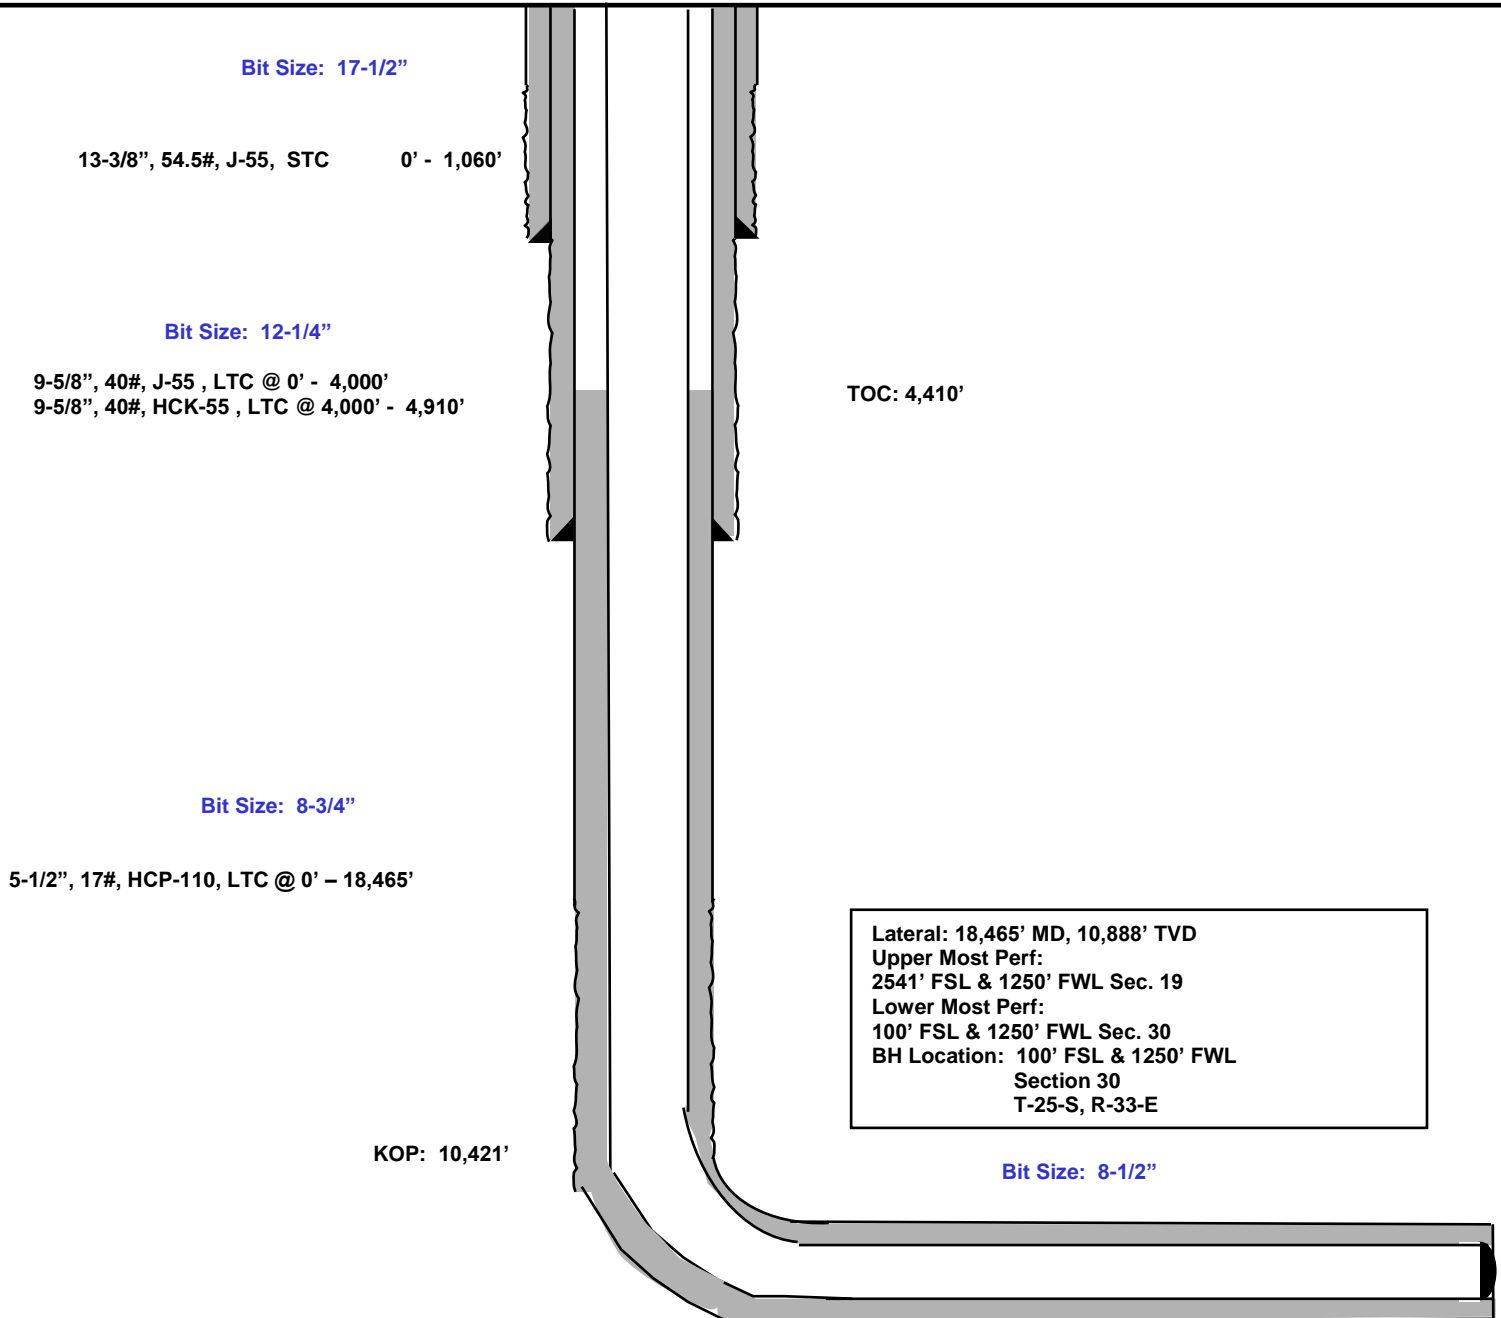 Bit Size: 17-1/2”
13-3/8”, 54.5#, J-55, STC 0’ - 1,060’
Bit Size: 12-1/4”
9-5/8”, 40#, J-55 , LTC @ 0’ - 4,000’
9-5/8”, 40#, HCK-55 , LTC @ 4,000’ - 4,910’
TOC: 4,410’
Bit Size: 8-3/4”
5-1/2”, 17#, HCP-110, LTC @ 0’ – 18,465’
Lateral: 18,465’ MD, 10,888’ TVD
Upper Most Perf:
2541’ FSL & 1250’ FWL Sec. 19
Lower Most Perf:
100’ FSL & 1250’ FWL Sec. 30
BH Location: 100’ FSL & 1250’ FWL
Section 30
T-25-S, R-33-E
KOP: 10,421’
Bit Size: 8-1/2”